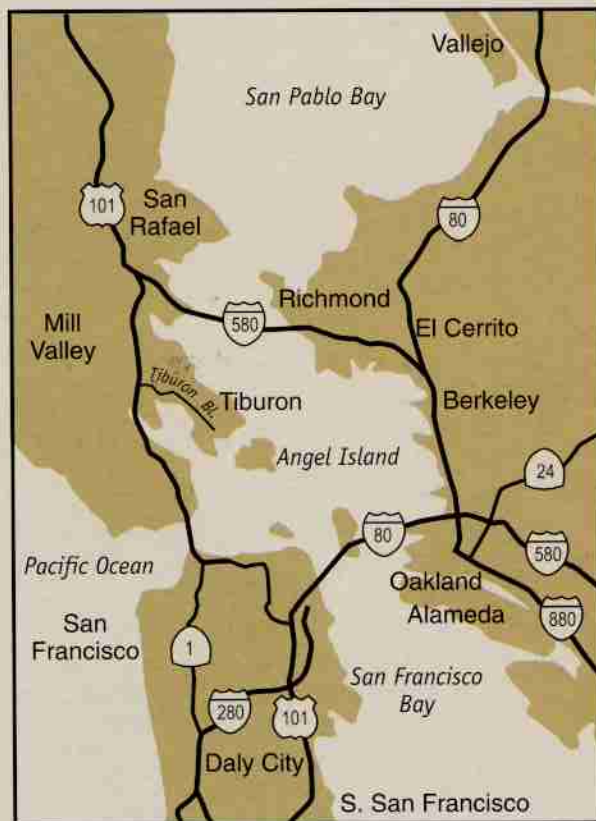 Vallejo
San Pablo Bay
101
San
Rafael
80
Richmond
580
El Cerrito
Mill
Valley
Tiburon Bl.
Tiburon
Berkeley
Angel Island
24
80
580
Pacific Ocean
Oakland
Alameda
880
San
Francisco
1
San Francisco
Bay
280
101
Daly City
S. San Francisco